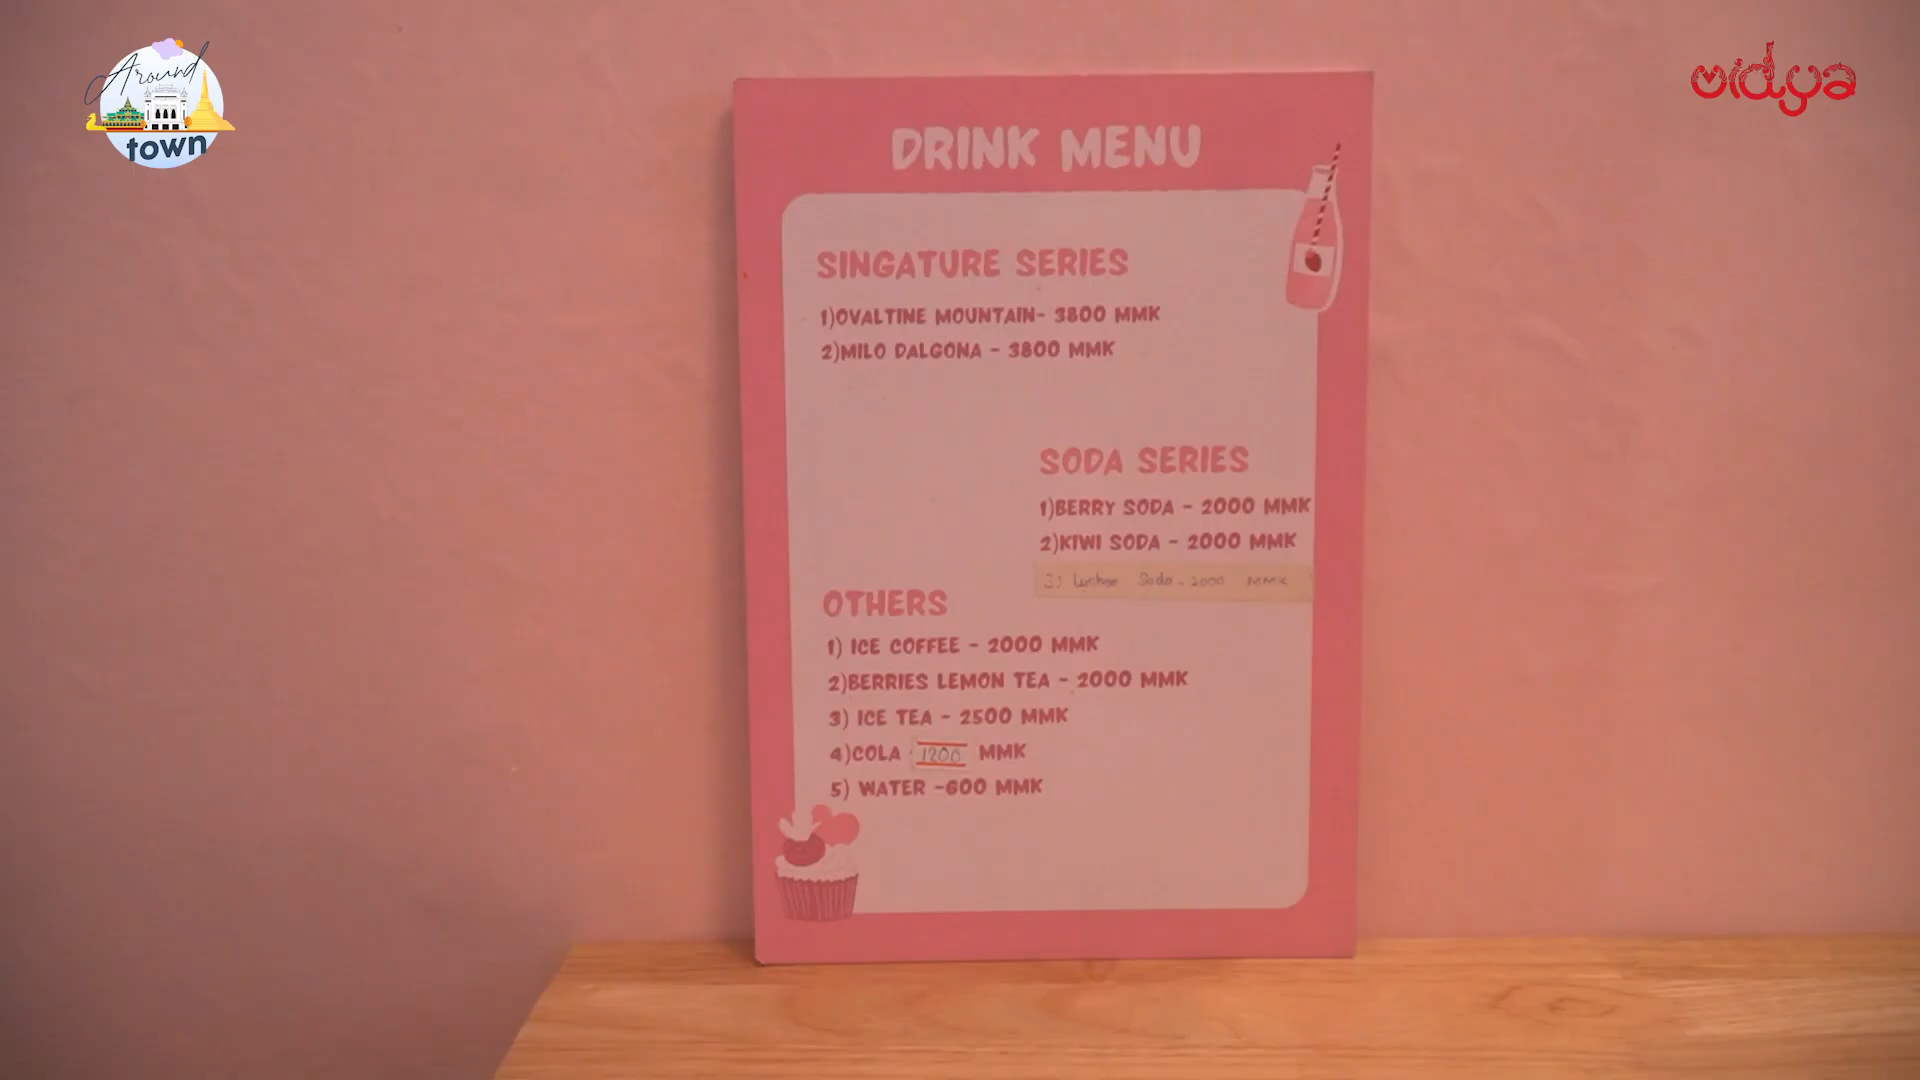 Around
town
vidya
DRINK MENU
SINGATURE SERIES
1)OVALTINE MOUNTAIN- 3800 MMK
2)MILO DALGONA - 3800 MMK
SODA SERIES
1)BERRY SODA - 2000 MMK
2)KIWI SODA - 2000 MMK
3) Lychee Soda - 2000 MMK
OTHERS
1) ICE COFFEE - 2000 MMK
2)BERRIES LEMON TEA - 2000 MMK
3) ICE TEA - 2500 MMK
4)COLA 1200 MMK
5) WATER -600 MMK